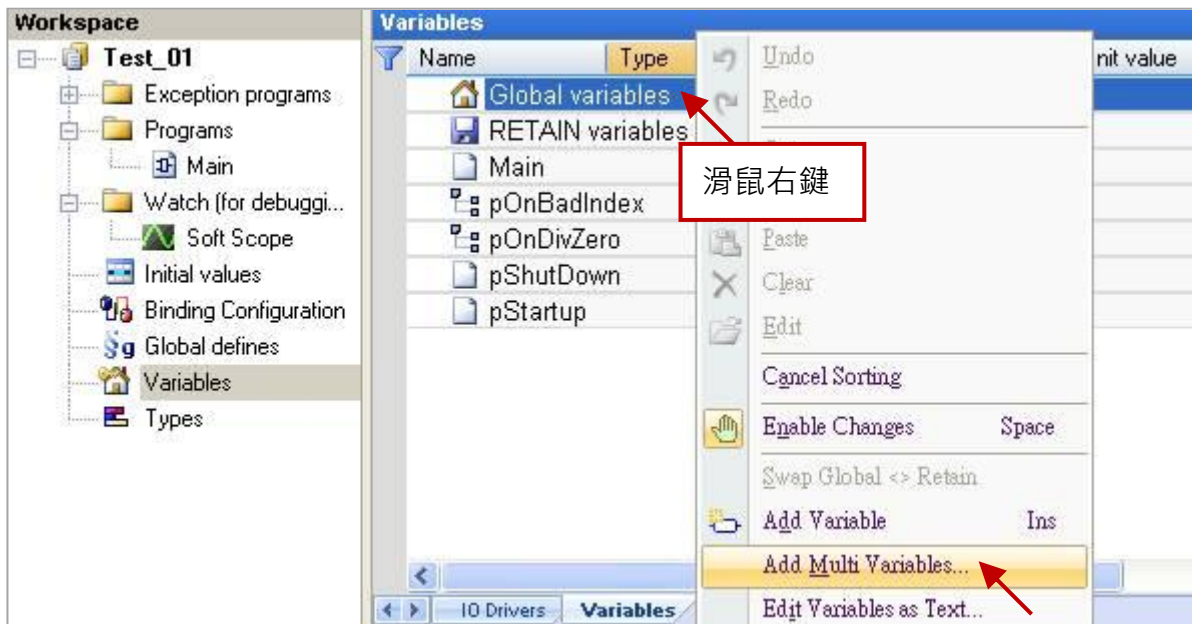 Workspace
Test_01
Exception programs
Programs
Main
Watch (for debuggi...
Soft Scope
Initial values
Binding Configuration
Global defines
Variables
Types
Variables
Name Type nit value
Global variables
RETAIN variables
Main
pOnBadIndex
pOnDivZero
pShutDown
pStartup
IO Drivers Variables
滑鼠右鍵
Undo
Redo
Paste
Clear
Edit
Cancel Sorting
Enable Changes Space
Swap Global <> Retain
Add Variable Ins
Add Multi Variables...
Edit Variables as Text...